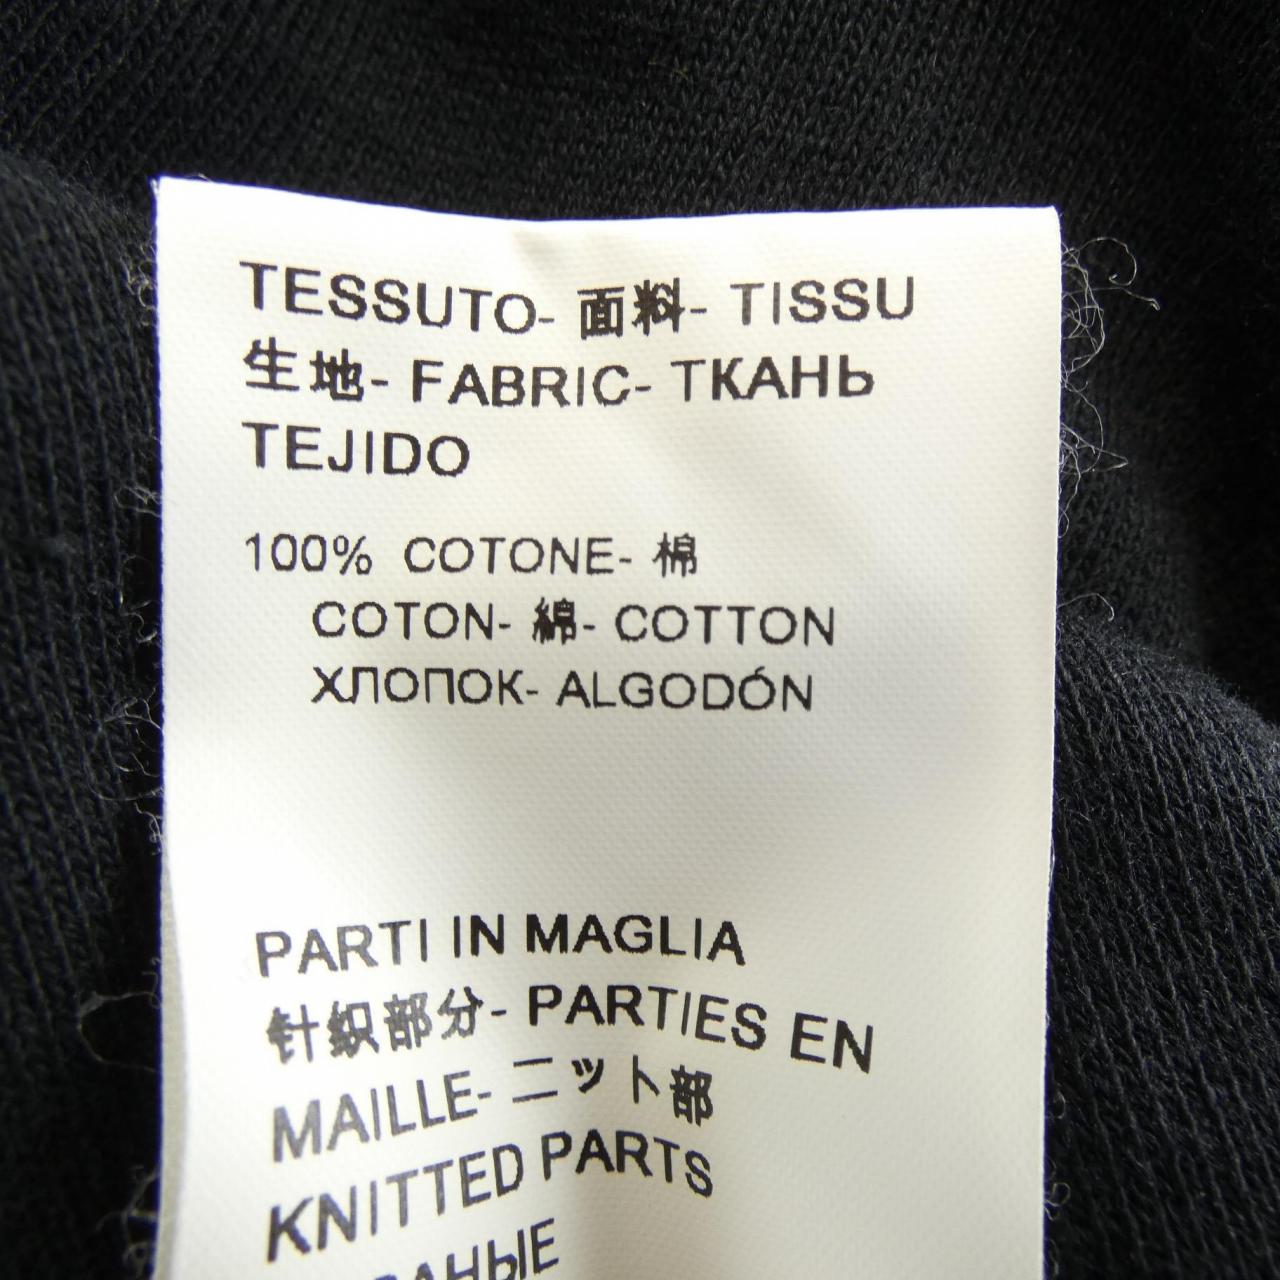 TESSUTO- 面料- TISSU
生地- FABRIC- ТКАНЬ
TEJIDO
100% COTONE- 棉
COTON- 綿- COTTON
ХЛОПОК- ALGODÓN
PARTI IN MAGLIA
针织部分- PARTIES EN
MAILLE- ニット部
KNITTED PARTS